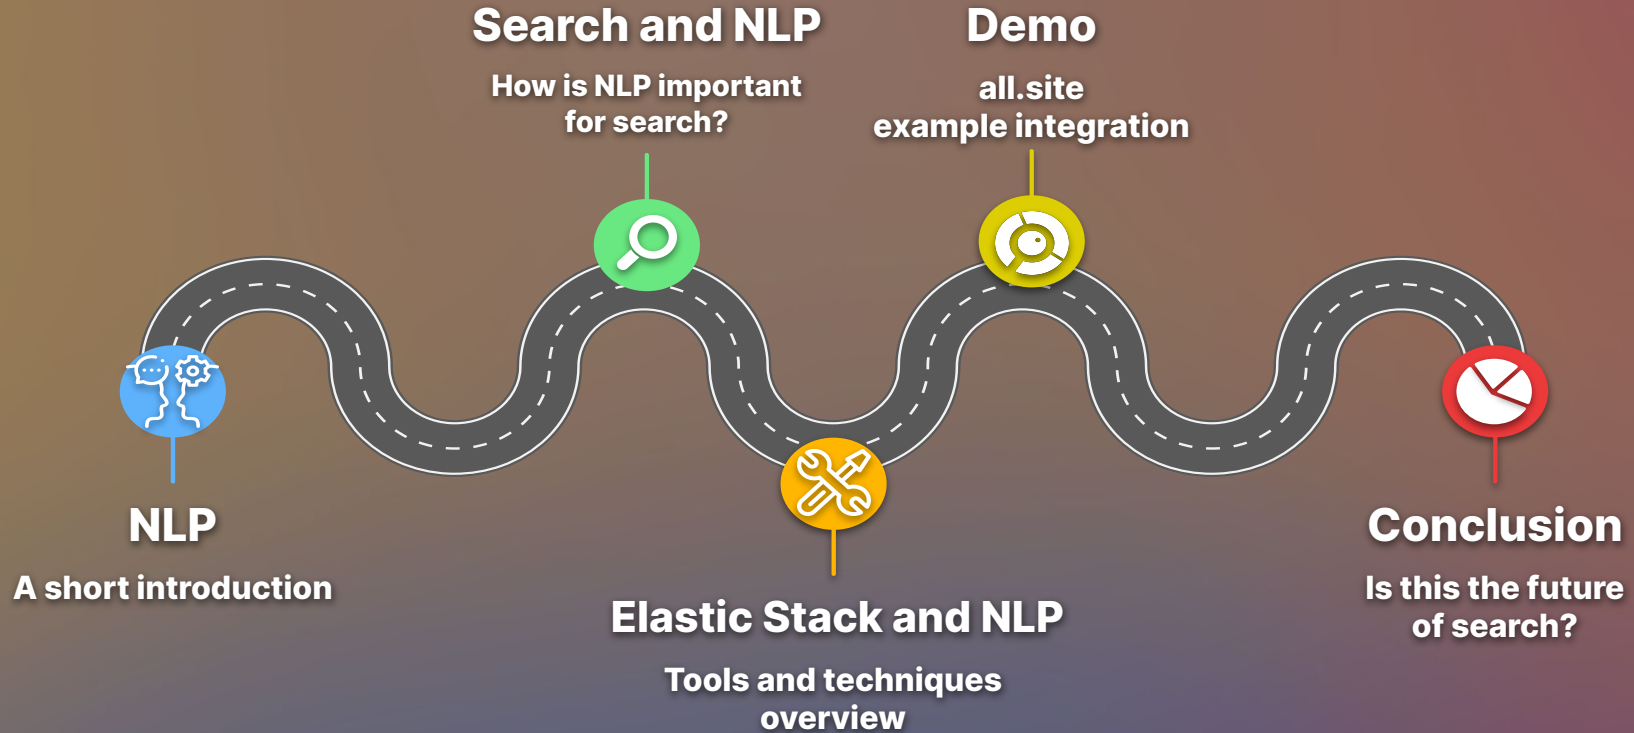 Search and NLP
How is NLP important
for search?
Demo
all.site
example integration
NLP
A short introduction
Elastic Stack and NLP
Tools and techniques
overview
Conclusion
Is this the future
of search?